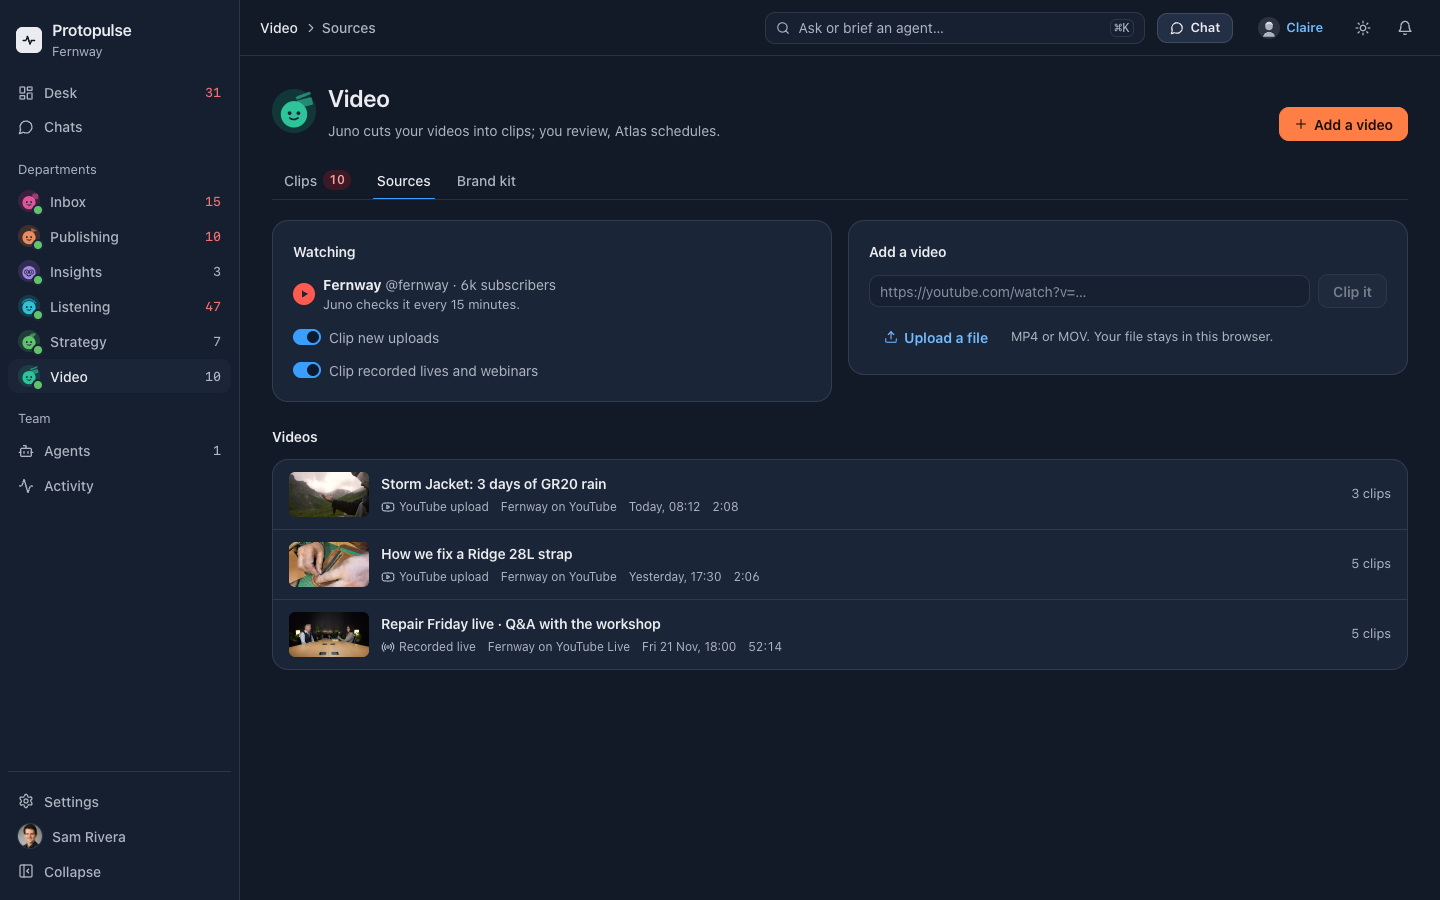 Protopulse
Fernway
Desk 31
Chats
Departments
Inbox 15
Publishing 10
Insights 3
Listening 47
Strategy 7
Video 10
Team
Agents 1
Activity
Settings
Sam Rivera
Collapse
Video > Sources
Ask or brief an agent... ⌘K
Chat
Claire
Video
Juno cuts your videos into clips; you review, Atlas schedules.
+ Add a video
Clips 10
Sources
Brand kit
Watching
Fernway @fernway · 6k subscribers
Juno checks it every 15 minutes.
Clip new uploads
Clip recorded lives and webinars
Add a video
https://youtube.com/watch?v=...
Clip it
Upload a file
MP4 or MOV. Your file stays in this browser.
Videos
Storm Jacket: 3 days of GR20 rain
YouTube upload Fernway on YouTube Today, 08:12 2:08
3 clips
How we fix a Ridge 28L strap
YouTube upload Fernway on YouTube Yesterday, 17:30 2:06
5 clips
Repair Friday live · Q&A with the workshop
Recorded live Fernway on YouTube Live Fri 21 Nov, 18:00 52:14
5 clips